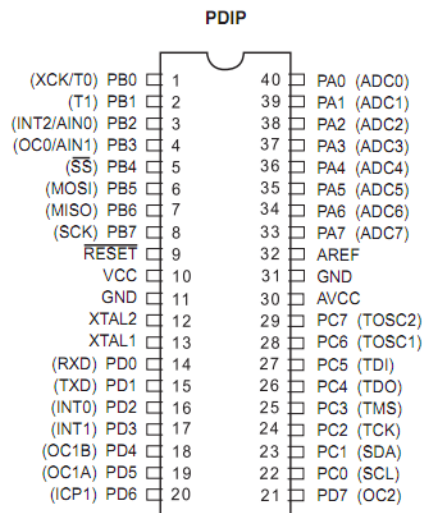 PDIP
(XCK/T0) PB0 1 40 PA0 (ADC0)
(T1) PB1 2 39 PA1 (ADC1)
(INT2/AIN0) PB2 3 38 PA2 (ADC2)
(OC0/AIN1) PB3 4 37 PA3 (ADC3)
(SS) PB4 5 36 PA4 (ADC4)
(MOSI) PB5 6 35 PA5 (ADC5)
(MISO) PB6 7 34 PA6 (ADC6)
(SCK) PB7 8 33 PA7 (ADC7)
RESET 9 32 AREF
VCC 10 31 GND
GND 11 30 AVCC
XTAL2 12 29 PC7 (TOSC2)
XTAL1 13 28 PC6 (TOSC1)
(RXD) PD0 14 27 PC5 (TDI)
(TXD) PD1 15 26 PC4 (TDO)
(INT0) PD2 16 25 PC3 (TMS)
(INT1) PD3 17 24 PC2 (TCK)
(OC1B) PD4 18 23 PC1 (SDA)
(OC1A) PD5 19 22 PC0 (SCL)
(ICP1) PD6 20 21 PD7 (OC2)